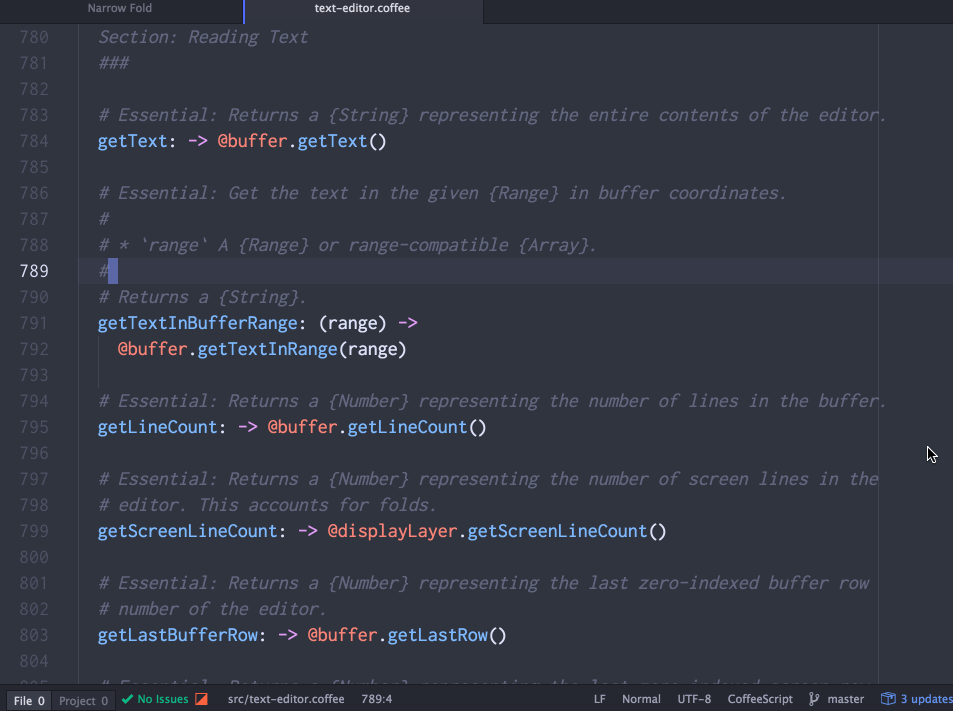 Narrow Fold
text-editor.coffee
780 Section: Reading Text
781 ###
782
783 # Essential: Returns a {String} representing the entire contents of the editor.
784 getText: -> @buffer.getText()
785
786 # Essential: Get the text in the given {Range} in buffer coordinates.
787 #
788 # * `range` A {Range} or range-compatible {Array}.
789 #
790 # Returns a {String}.
791 getTextInBufferRange: (range) ->
792 @buffer.getTextInRange(range)
793
794 # Essential: Returns a {Number} representing the number of lines in the buffer.
795 getLineCount: -> @buffer.getLineCount()
796
797 # Essential: Returns a {Number} representing the number of screen lines in the
798 # editor. This accounts for folds.
799 getScreenLineCount: -> @displayLayer.getScreenLineCount()
800
801 # Essential: Returns a {Number} representing the last zero-indexed buffer row
802 # number of the editor.
803 getLastBufferRow: -> @buffer.getLastRow()
804
File 0 Project 0 No Issues src/text-editor.coffee 789:4 LF Normal UTF-8 CoffeeScript master 3 updates